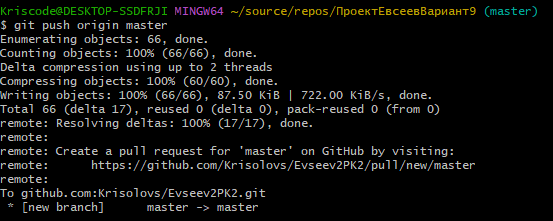 Kriscode@DESKTOP-SSDFRJI MINGW64 ~/source/repos/ПроектЕвсеевВариант9 (master)
$ git push origin master
Enumerating objects: 66, done.
Counting objects: 100% (66/66), done.
Delta compression using up to 2 threads
Compressing objects: 100% (60/60), done.
Writing objects: 100% (66/66), 87.50 KiB | 722.00 KiB/s, done.
Total 66 (delta 17), reused 0 (delta 0), pack-reused 0 (from 0)
remote: Resolving deltas: 100% (17/17), done.
remote:
remote: Create a pull request for 'master' on GitHub by visiting:
remote:      https://github.com/Krisolovs/Evseev2PK2/pull/new/master
remote:
To github.com:Krisolovs/Evseev2PK2.git
 * [new branch]      master -> master